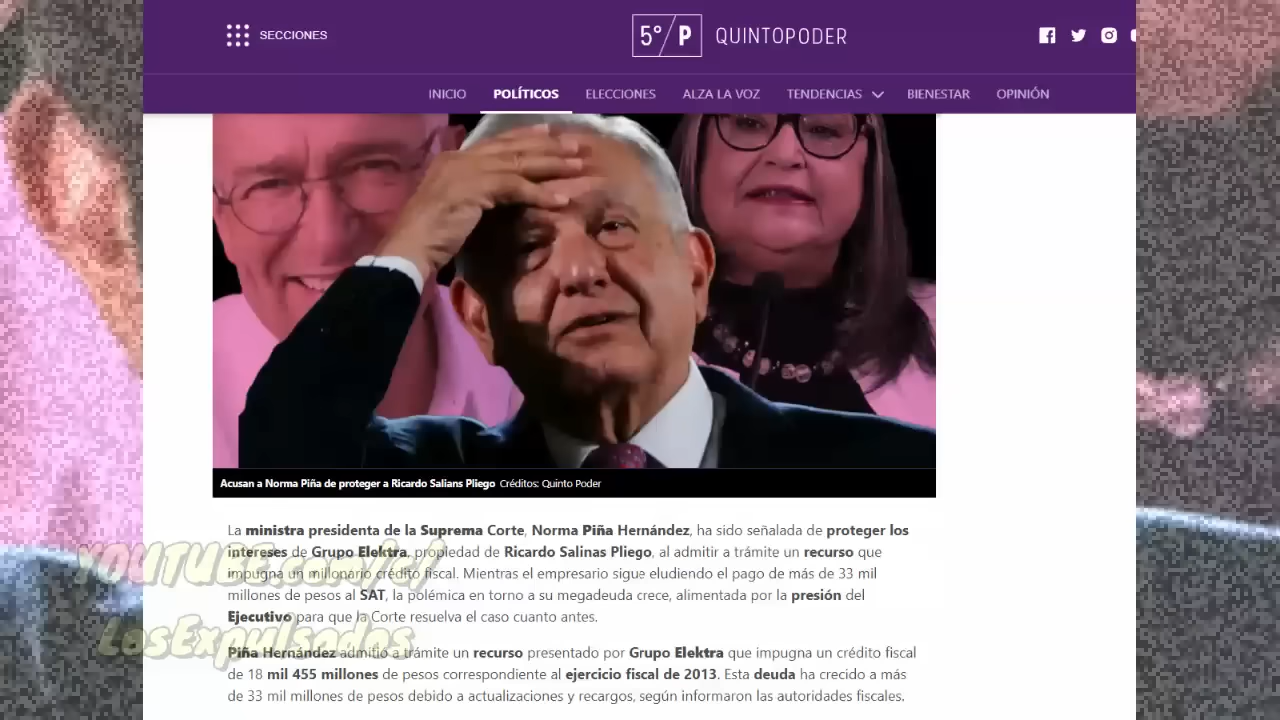 SECCIONES
5º/P QUINTOPODER
INICIO POLÍTICOS ELECCIONES ALZA LA VOZ TENDENCIAS BIENESTAR OPINIÓN
Acusan a Norma Piña de proteger a Ricardo Salians Pliego Créditos: Quinto Poder
La ministra presidenta de la Suprema Corte, Norma Piña Hernández, ha sido señalada de proteger los
intereses de Grupo Elektra, propiedad de Ricardo Salinas Pliego, al admitir a trámite un recurso que
impugna un millonario crédito fiscal. Mientras el empresario sigue eludiendo el pago de más de 33 mil
millones de pesos al SAT, la polémica en torno a su megadeuda crece, alimentada por la presión del
Ejecutivo para que la Corte resuelva el caso cuanto antes.
Piña Hernández admitió a trámite un recurso presentado por Grupo Elektra que impugna un crédito fiscal
de 18 mil 455 millones de pesos correspondiente al ejercicio fiscal de 2013. Esta deuda ha crecido a más
de 33 mil millones de pesos debido a actualizaciones y recargos, según informaron las autoridades fiscales.
YOUTUBE.com/c/
LosExpulsados